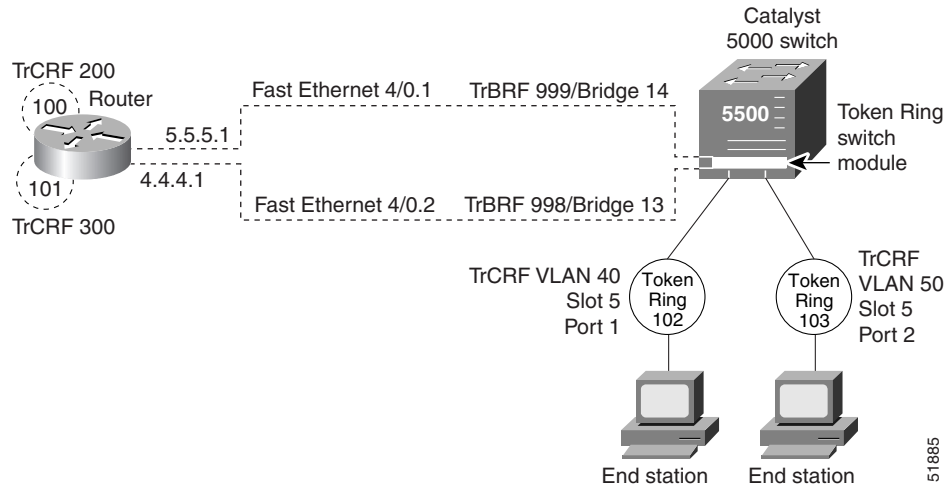 Catalyst
5000 switch
TrCRF 200
100
Router
Fast Ethernet 4/0.1
TrBRF 999/Bridge 14
5500
Token Ring
switch
module
5.5.5.1
101
4.4.4.1
TrCRF 300
Fast Ethernet 4/0.2
TrBRF 998/Bridge 13
TrCRF VLAN 40
Slot 5
Port 1
Token
Ring
102
Token
Ring
103
TrCRF
VLAN 50
Slot 5
Port 2
End station
End station
51885